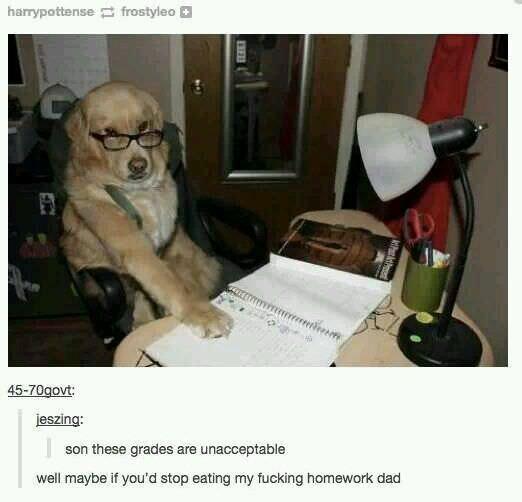 harrypottense frostyleo
45-70govt:
jeszing:
son these grades are unacceptable
well maybe if you'd stop eating my fucking homework dad